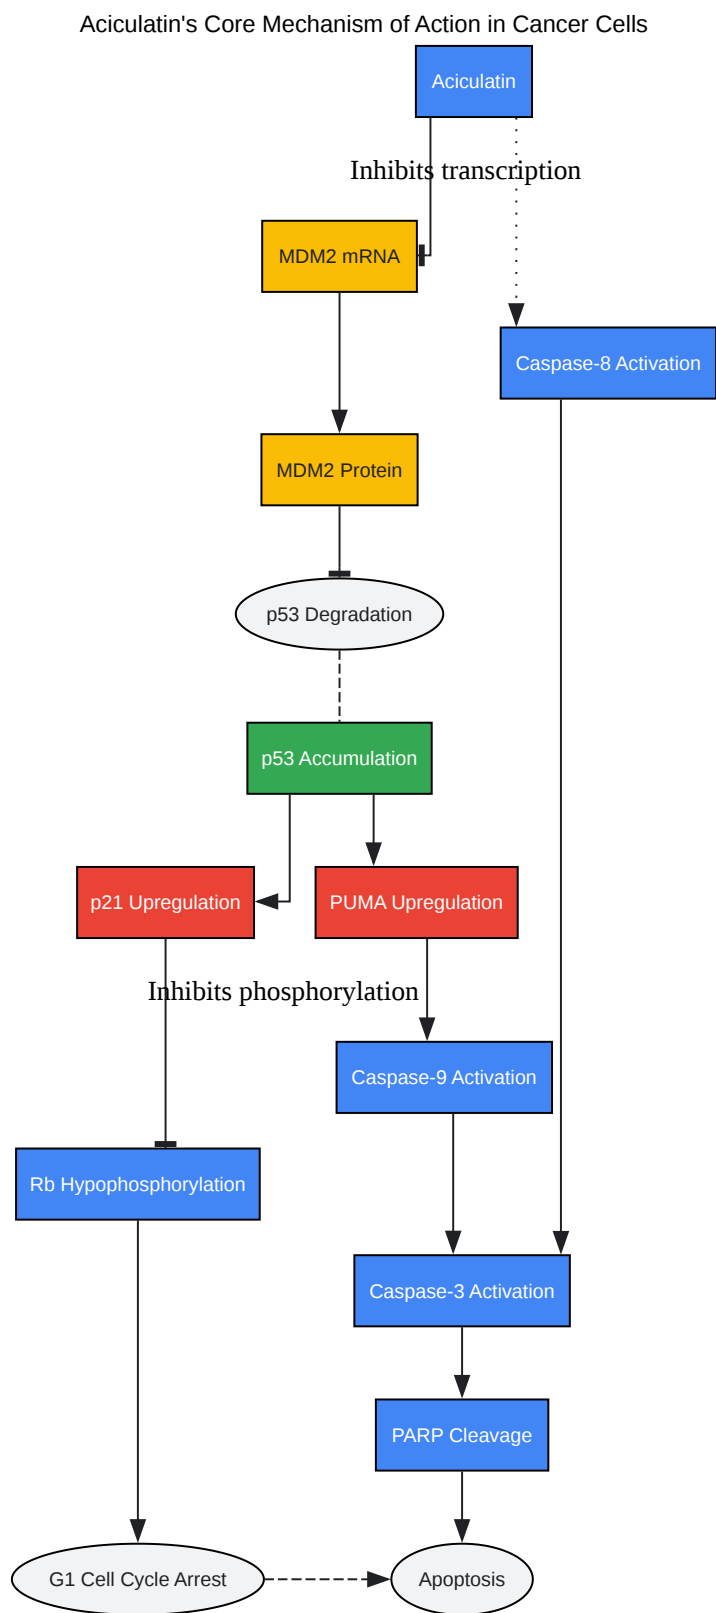 Aciculatin's Core Mechanism of Action in Cancer Cells
Aciculatin
Inhibits transcription
MDM2 mRNA
Caspase-8 Activation
MDM2 Protein
p53 Degradation
p53 Accumulation
p21 Upregulation
PUMA Upregulation
Inhibits phosphorylation
Caspase-9 Activation
Rb Hypophosphorylation
Caspase-3 Activation
PARP Cleavage
G1 Cell Cycle Arrest
Apoptosis